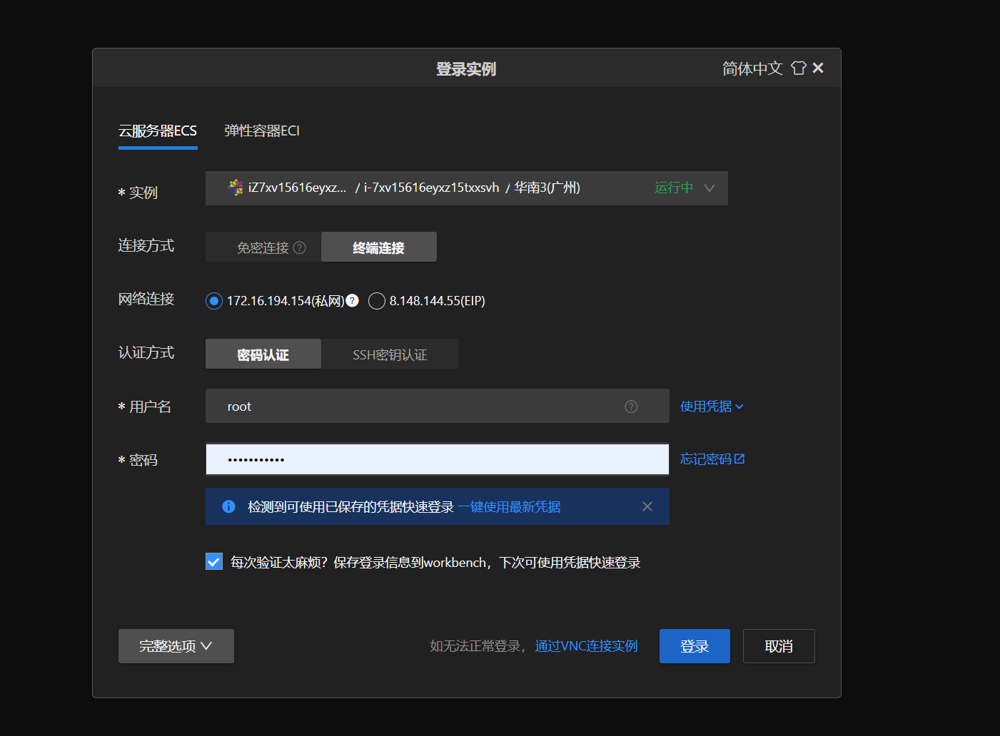 登录实例
简体中文
云服务器ECS 弹性容器ECI
* 实例 iZ7xv15616eyxz... / i-7xv15616eyxz15txxsvh / 华南3(广州) 运行中
连接方式 免密连接 ? 终端连接
网络连接 172.16.194.154(私网) ? 8.148.144.55(EIP)
认证方式 密码认证 SSH密钥认证
* 用户名 root ? 使用凭据
* 密码 ••••••••••• 忘记密码
检测到可使用已保存的凭据快速登录 一键使用最新凭据
每次验证太麻烦？保存登录信息到workbench，下次可使用凭据快速登录
完整选项 如无法正常登录，通过VNC连接实例 登录 取消